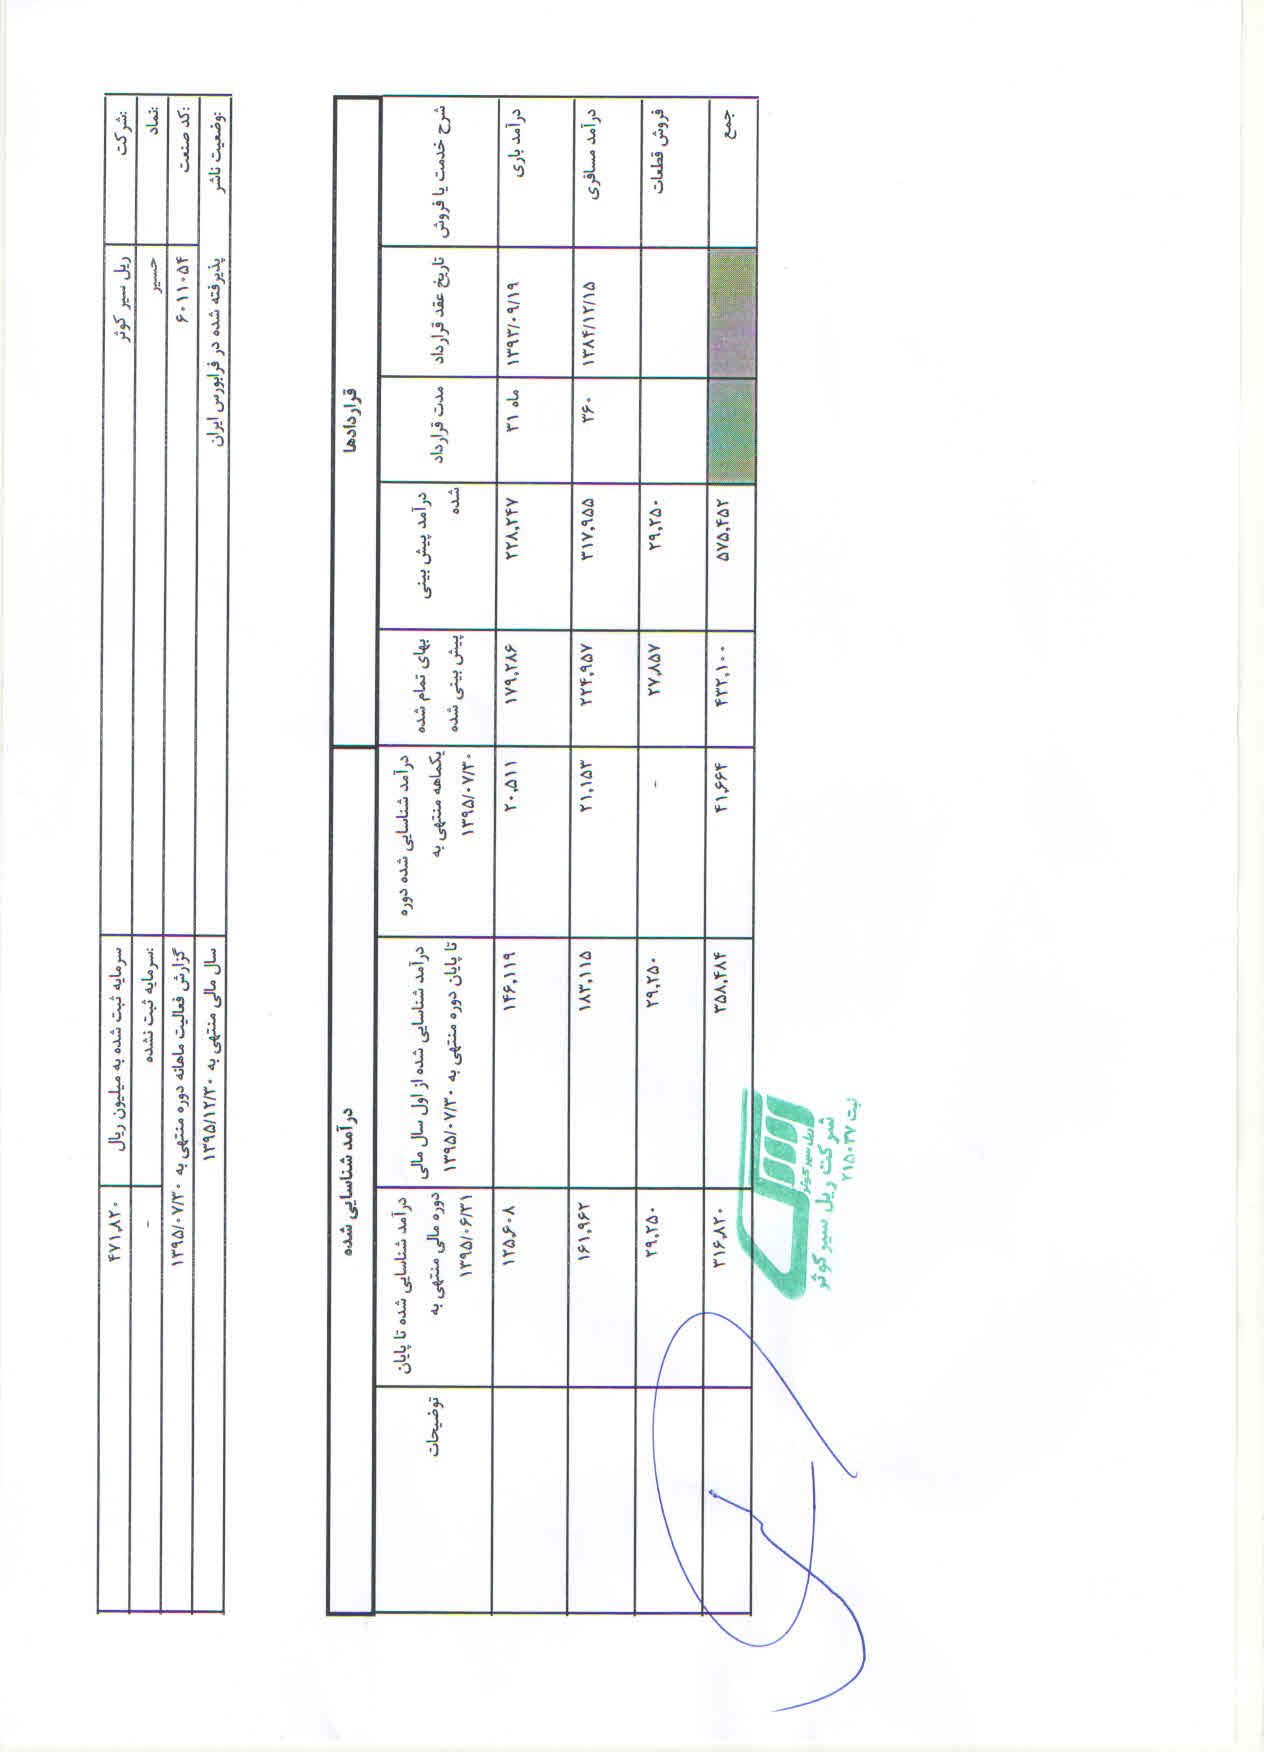 شرکت: ریل سیر کوثر سرمایه ثبت شده به میلیون ریال ۴۷۱,۸۲۰
نماد: حسیر سرمایه ثبت نشده: -
کد صنعت: ۶۰۱۱۰۵۴ گزارش فعالیت ماهانه دوره منتهی به ۱۳۹۵/۰۷/۳۰
وضعیت ناشر: پذیرفته شده در فرابورس ایران سال مالی منتهی به ۱۳۹۵/۱۲/۳۰
قراردادها درآمد شناسایی شده
شرح خدمت یا فروش
تاریخ عقد قرارداد
مدت قرارداد
درآمد پیش بینی
شده
بهای تمام شده
پیش بینی شده
درآمد شناسایی شده دوره
یکماهه منتهی به
۱۳۹۵/۰۷/۳۰
درآمد شناسایی شده از اول سال مالی
تا پایان دوره منتهی به ۱۳۹۵/۰۷/۳۰
درآمد شناسایی شده تا پایان
دوره مالی منتهی به
۱۳۹۵/۰۶/۳۱
توضیحات
درآمد باری ۱۳۹۳/۰۹/۱۹ ۳۱ ماه ۲۲۸,۲۴۷ ۱۷۹,۲۸۶ ۲۰,۵۱۱ ۱۴۶,۱۱۹ ۱۲۵,۶۰۸
درآمد مسافری ۱۳۸۴/۱۲/۱۵ ۳۶۰ ۳۱۷,۹۵۵ ۲۲۴,۹۵۷ ۲۱,۱۵۳ ۱۸۳,۱۱۵ ۱۶۱,۹۶۲
فروش قطعات ۲۹,۲۵۰ ۲۷,۸۵۷ - ۲۹,۲۵۰ ۲۹,۲۵۰
جمع ۵۷۵,۴۵۲ ۴۳۲,۱۰۰ ۴۱,۶۶۴ ۳۵۸,۴۸۴ ۳۱۶,۸۲۰
ریل سیر کوثر
شرکت ریل سیر کوثر
ثبت ۲۱۵۰۳۷